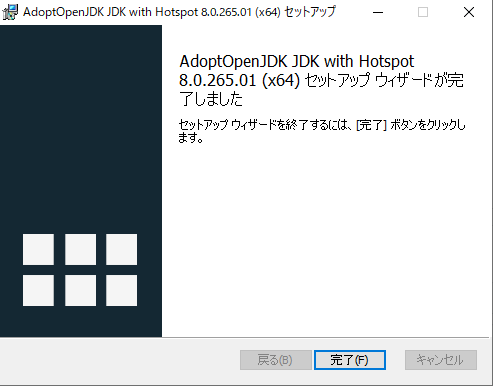 AdoptOpenJDK JDK with Hotspot 8.0.265.01 (x64) セットアップ
AdoptOpenJDK JDK with Hotspot
8.0.265.01 (x64) セットアップ ウィザードが完
了しました
セットアップ ウィザードを終了するには、[完了] ボタンをクリックし
ます。
戻る(B)
完了(F)
キャンセル